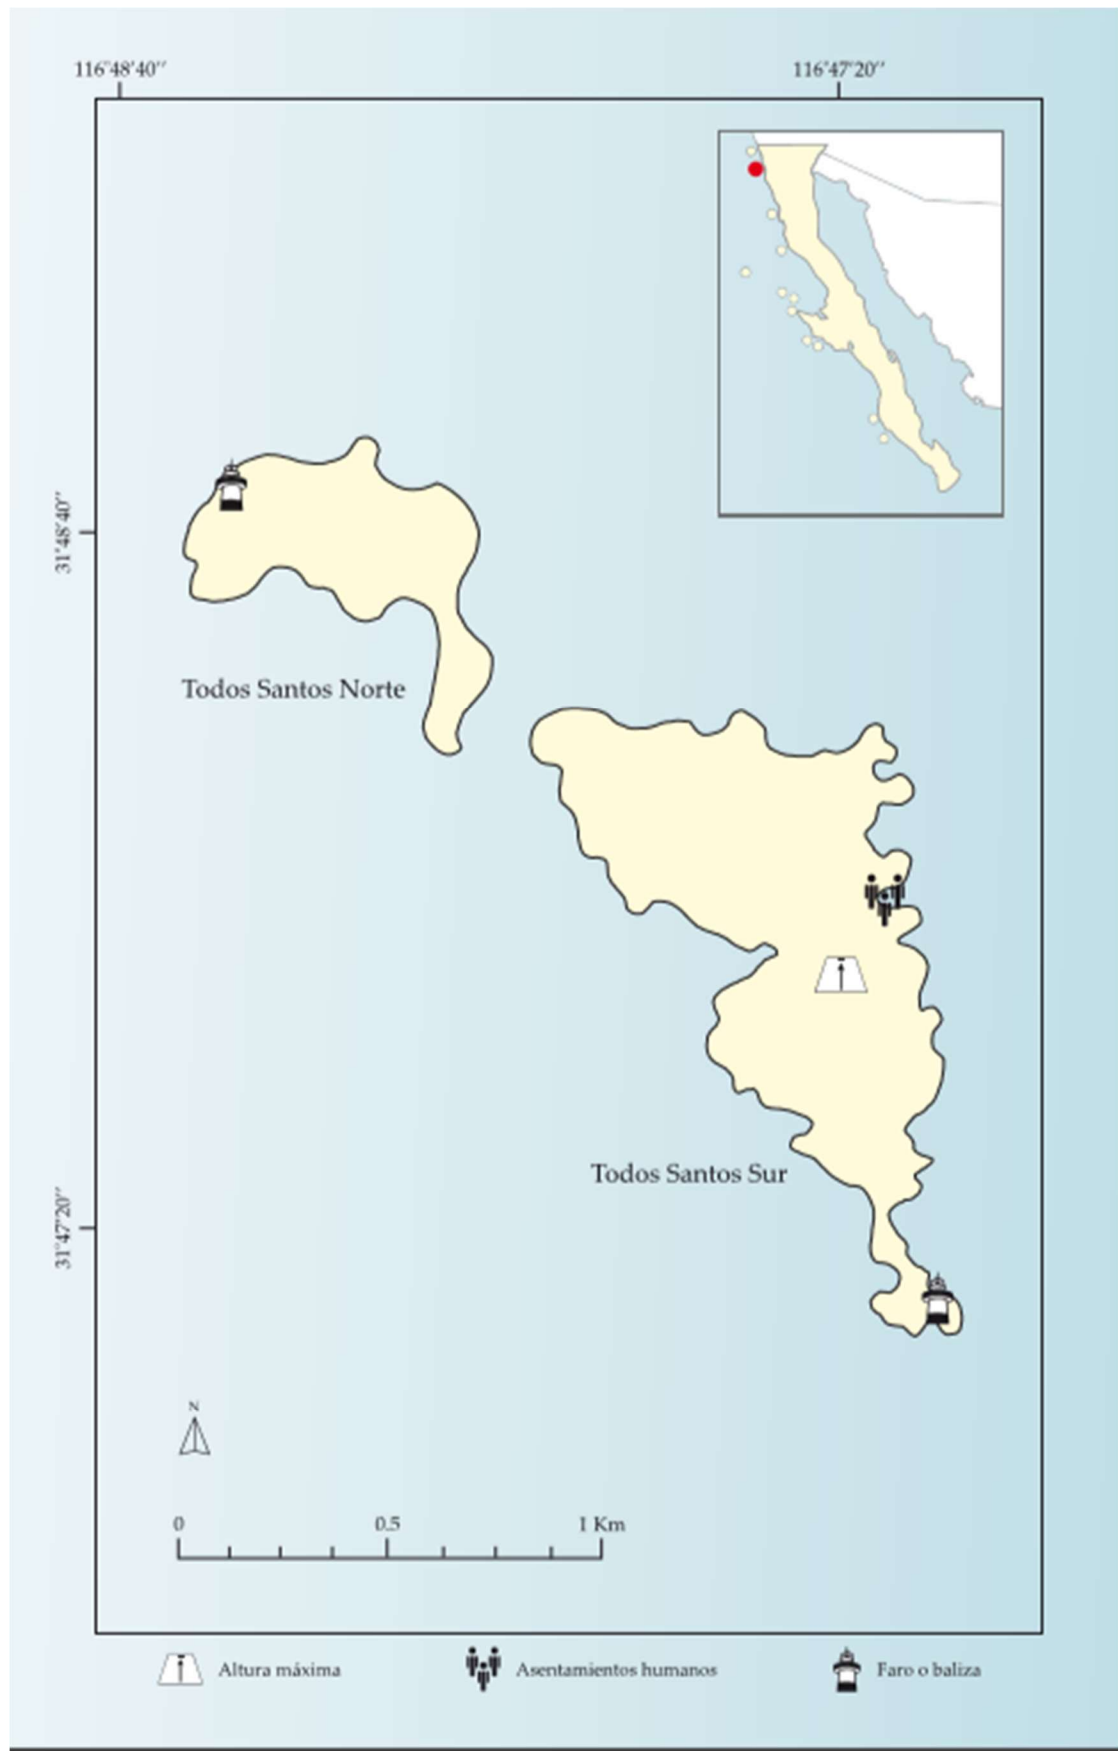 116°48'40''
116°47'20''
31°48'40''
Todos Santos Norte
Todos Santos Sur
31°47'20''
N
0
0.5
1 Km
Altura máxima
Asentamientos humanos
Faro o baliza